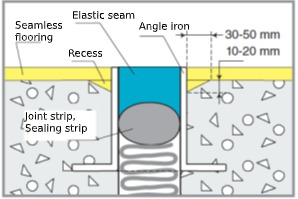 Elastic seam
Seamless
flooring
Angle iron
30-50 mm
10-20 mm
Recess
Joint strip,
Sealing strip